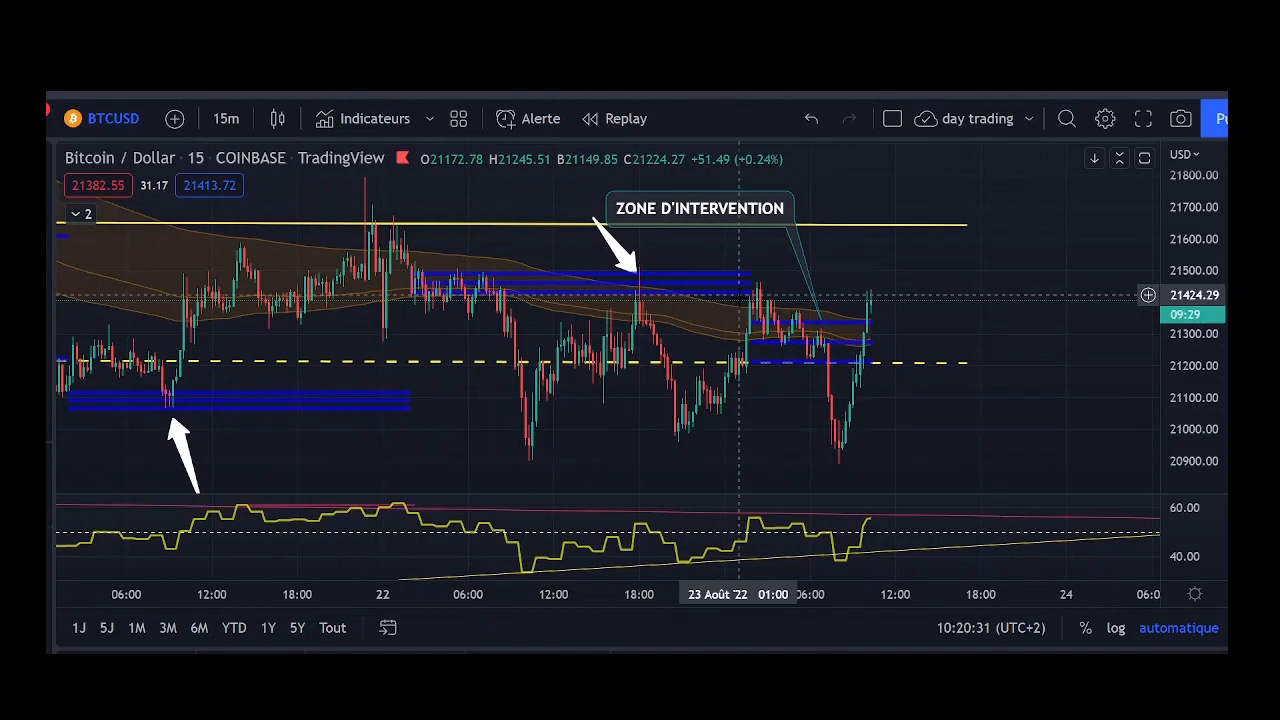 BTCUSD 15m Indicateurs Alerte Replay day trading
Bitcoin / Dollar · 15 · COINBASE · TradingView O21172.78 H21245.51 B21149.85 C21224.27 +51.49 (+0.24%) USD
21382.55 31.17 21413.72
2
ZONE D'INTERVENTION
21800.00
21700.00
21600.00
21500.00
21424.29
09:29
21300.00
21200.00
21100.00
21000.00
20900.00
60.00
40.00
06:00 12:00 18:00 22 06:00 12:00 18:00 23 Août '22 01:00 06:00 12:00 18:00 24 06:0
1J 5J 1M 3M 6M YTD 1Y 5Y Tout 10:20:31 (UTC+2) % log automatique